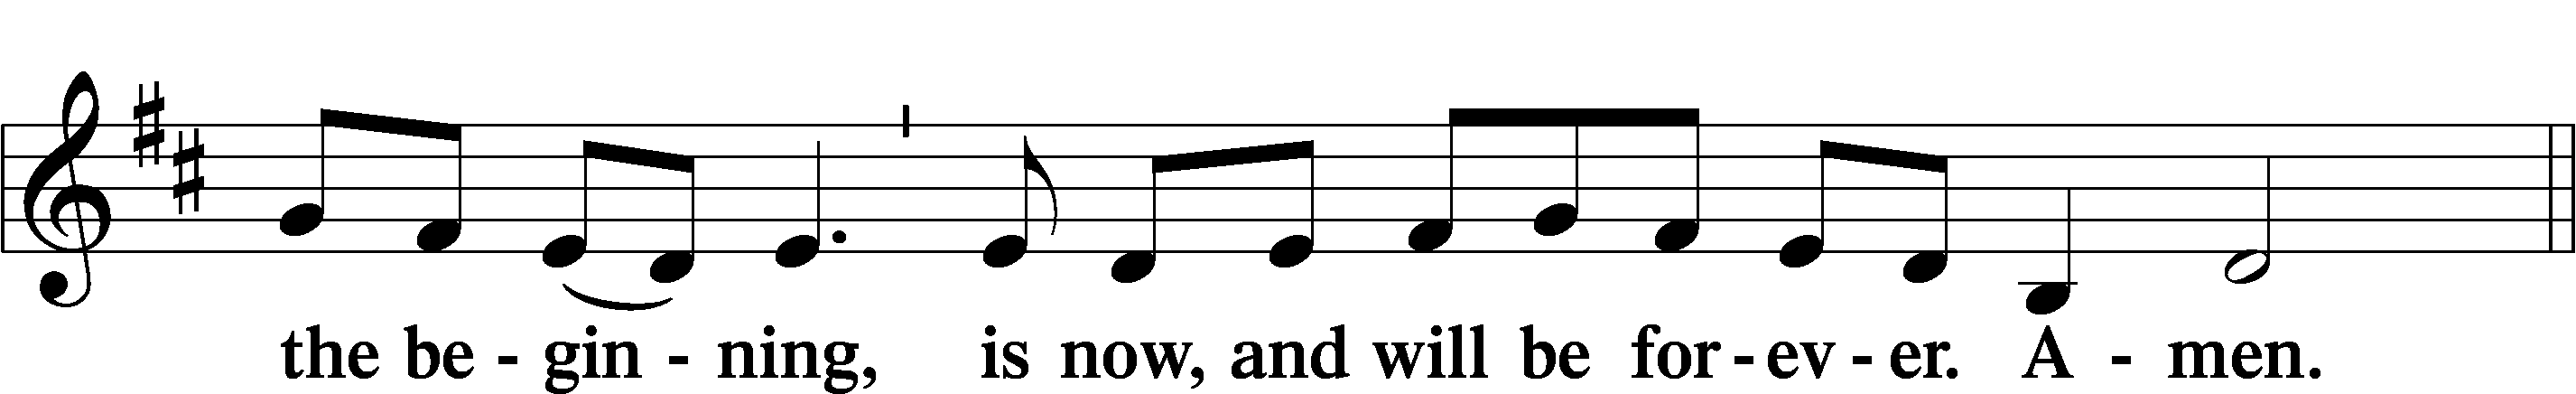 the be - gin - ning, is now, and will be for - ev - er. A - men.